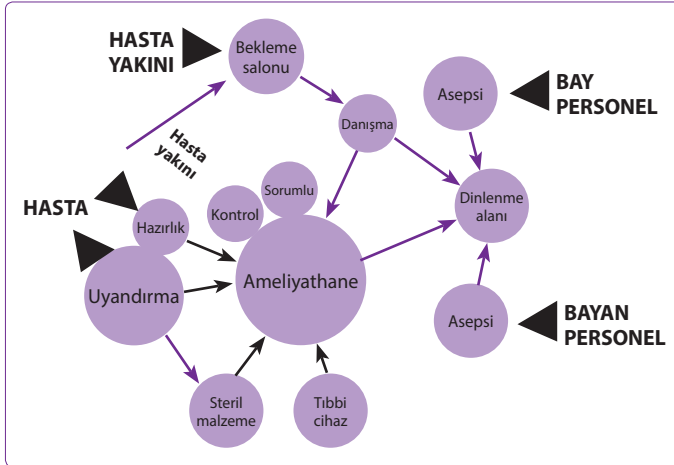 HASTA
YAKINI
Bekleme
salonu
Asepsi
BAY
PERSONEL
Danışma
Hasta
yakını
Sorumlu
Kontrol
Dinlenme
alanı
HASTA
Hazırlık
Ameliyathane
Uyandırma
Asepsi
BAYAN
PERSONEL
Steril
malzeme
Tıbbi
cihaz